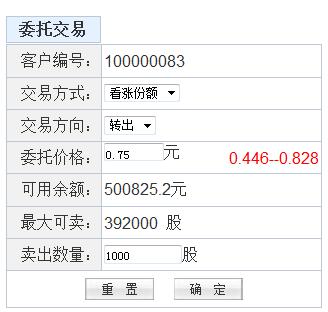 委托交易
客户编号: 100000083
交易方式: 看涨份额
交易方向: 转出
委托价格: 0.75 元 0.446--0.828
可用余额: 500825.2元
最大可卖: 392000 股
卖出数量: 1000 股
重 置 确 定